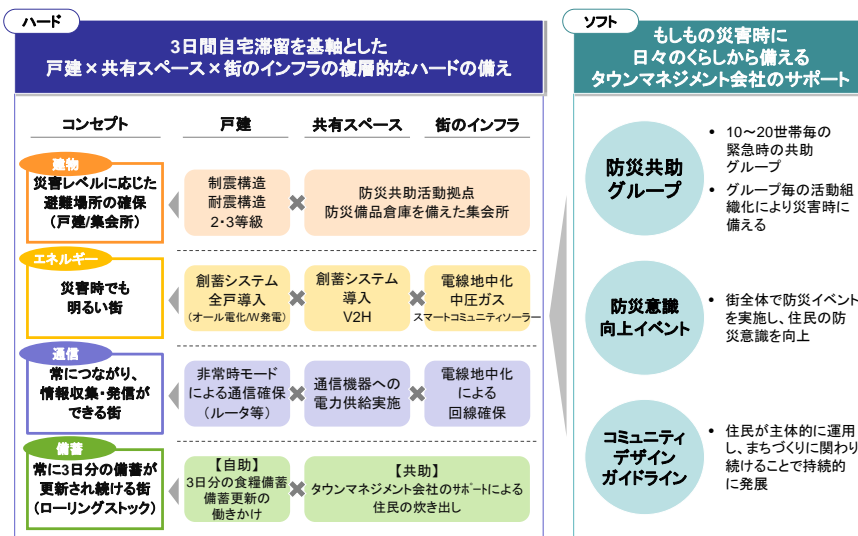 ハード
3日間自宅滞留を基軸とした
戸建×共有スペース×街のインフラの複層的なハードの備え
コンセプト
戸建
共有スペース
街のインフラ
建物
災害レベルに応じた
避難場所の確保
(戸建/集会所)
制震構造
耐震構造
2・3等級
防災共助活動拠点
防災備品倉庫を備えた集会所
エネルギー
災害時でも
明るい街
創蓄システム
全戸導入
(オール電化/W発電)
創蓄システム
導入
V2H
電線地中化
中圧ガス
スマートコミュニティソーラー
通信
常につながり、
情報収集・発信が
できる街
非常時モード
による通信確保
(ルータ等)
通信機器への
電力供給実施
電線地中化
による
回線確保
備蓄
常に3日分の備蓄が
更新され続ける街
(ローリングストック)
【自助】
3日分の食糧備蓄
備蓄更新の
働きかけ
【共助】
タウンマネジメント会社のサポートによる
住民の炊き出し
ソフト
もしもの災害時に
日々のくらしから備える
タウンマネジメント会社のサポート
防災共助
グループ
• 10～20世帯毎の
緊急時の共助
グループ
• グループ毎の活動組
織化により災害時に
備える
防災意識
向上イベント
• 街全体で防災イベント
を実施し、住民の防
災意識を向上
コミュニティ
デザイン
ガイドライン
• 住民が主体的に運用
し、まちづくりに関わり
続けることで持続的
に発展